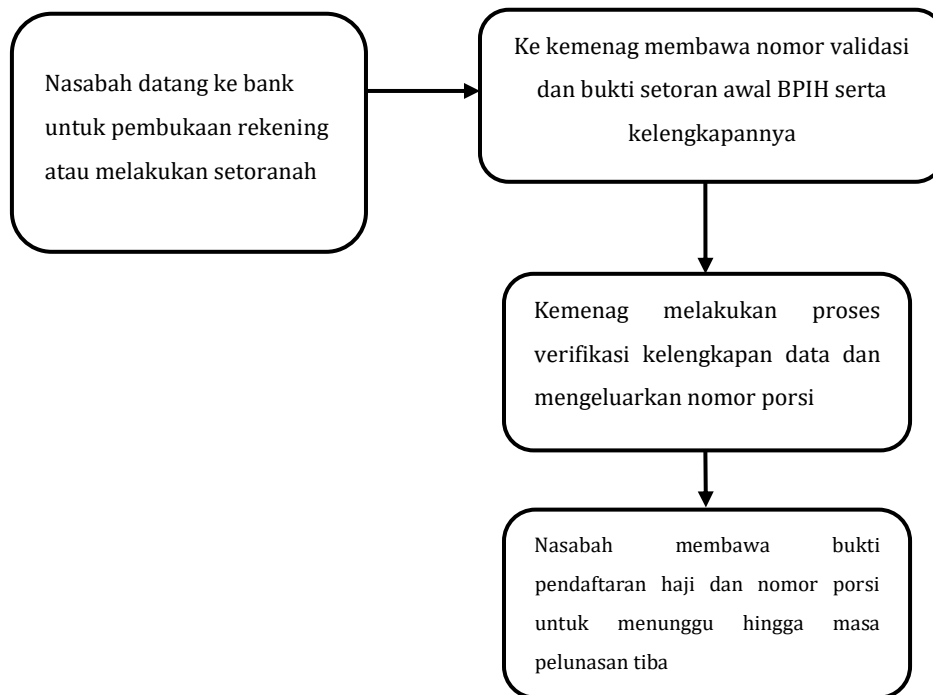 Nasabah datang ke bank
untuk pembukaan rekening
atau melakukan setoranah
Ke kemenag membawa nomor validasi
dan bukti setoran awal BPIH serta
kelengkapannya
Kemenag melakukan proses
verifikasi kelengkapan data dan
mengeluarkan nomor porsi
Nasabah membawa bukti
pendaftaran haji dan nomor porsi
untuk menunggu hingga masa
pelunasan tiba